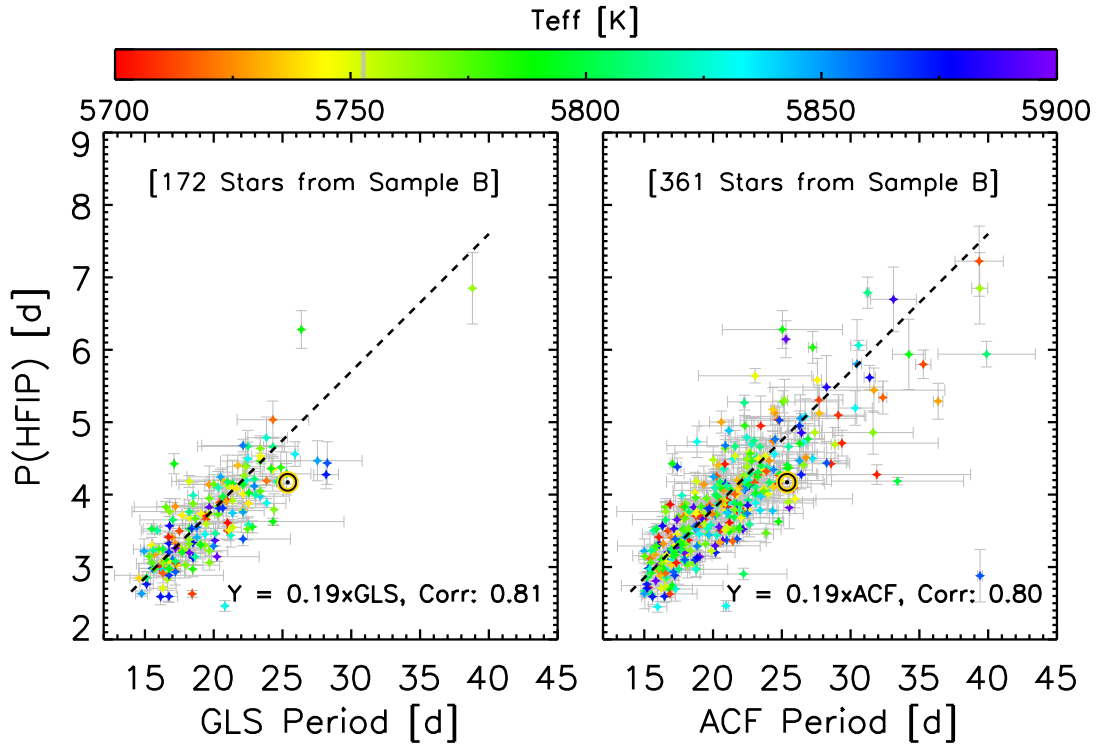 Teff [K]
5700 5750 5800 5850 5900
[172 Stars from Sample B] [361 Stars from Sample B]
P(HFIP) [d]
9
8
7
6
5
4
3
2
Y = 0.19xGLS, Corr: 0.81 Y = 0.19xACF, Corr: 0.80
15 20 25 30 35 40 45 15 20 25 30 35 40 45
GLS Period [d] ACF Period [d]